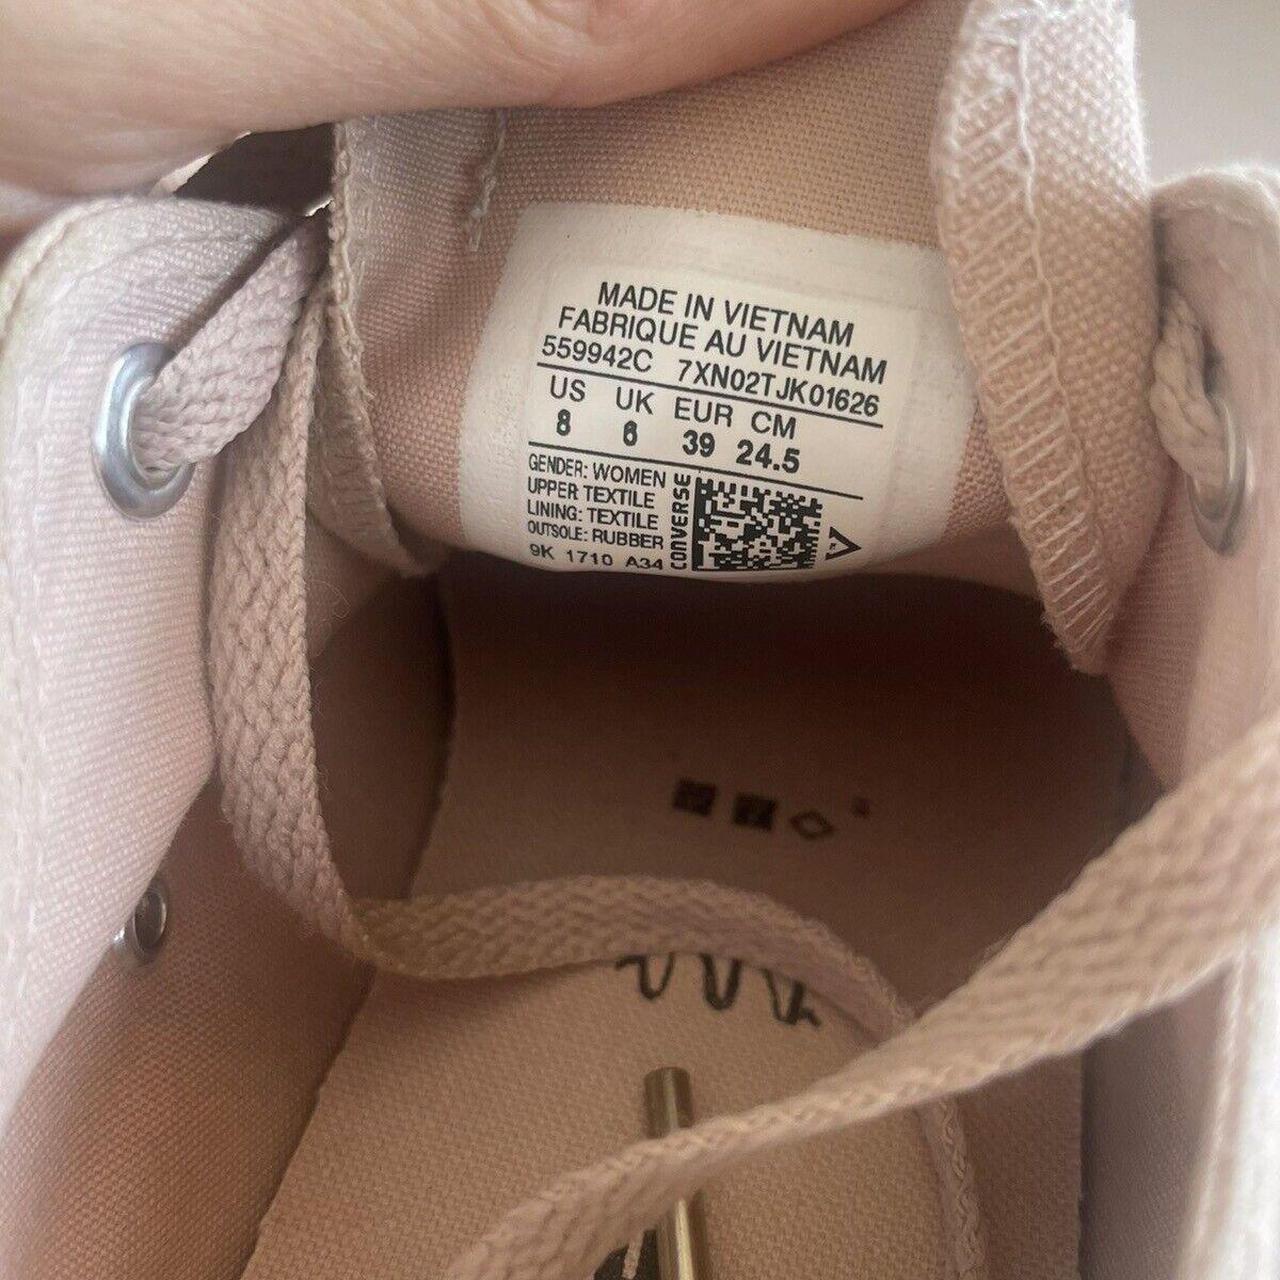 MADE IN VIETNAM
FABRIQUE AU VIETNAM
559942C 7XN02TJK01626
US UK EUR CM
8 6 39 24.5
GENDER: WOMEN
UPPER TEXTILE
LINING: TEXTILE
OUTSOLE: RUBBER
9K 1710 A34
CONVERSE